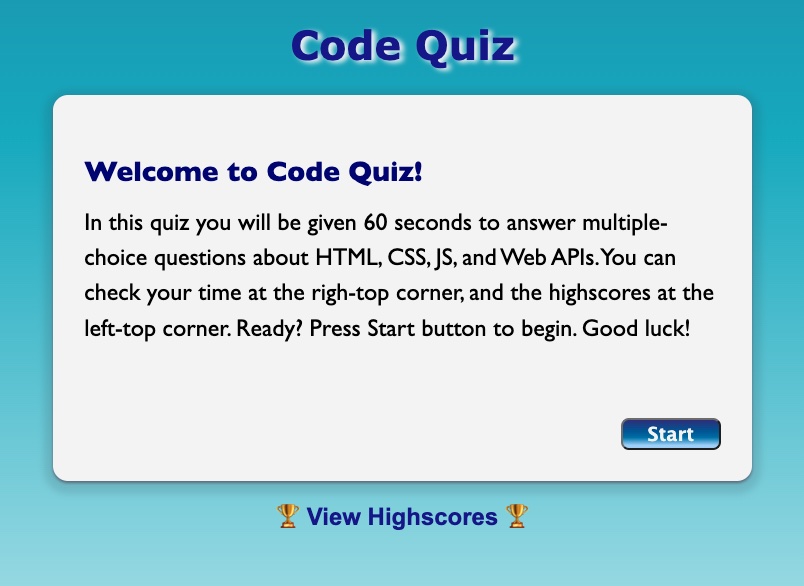 Code Quiz
Welcome to Code Quiz!
In this quiz you will be given 60 seconds to answer multiple-
choice questions about HTML, CSS, JS, and Web APIs. You can
check your time at the righ-top corner, and the highscores at the
left-top corner. Ready? Press Start button to begin. Good luck!
Start
🏆 View Highscores 🏆